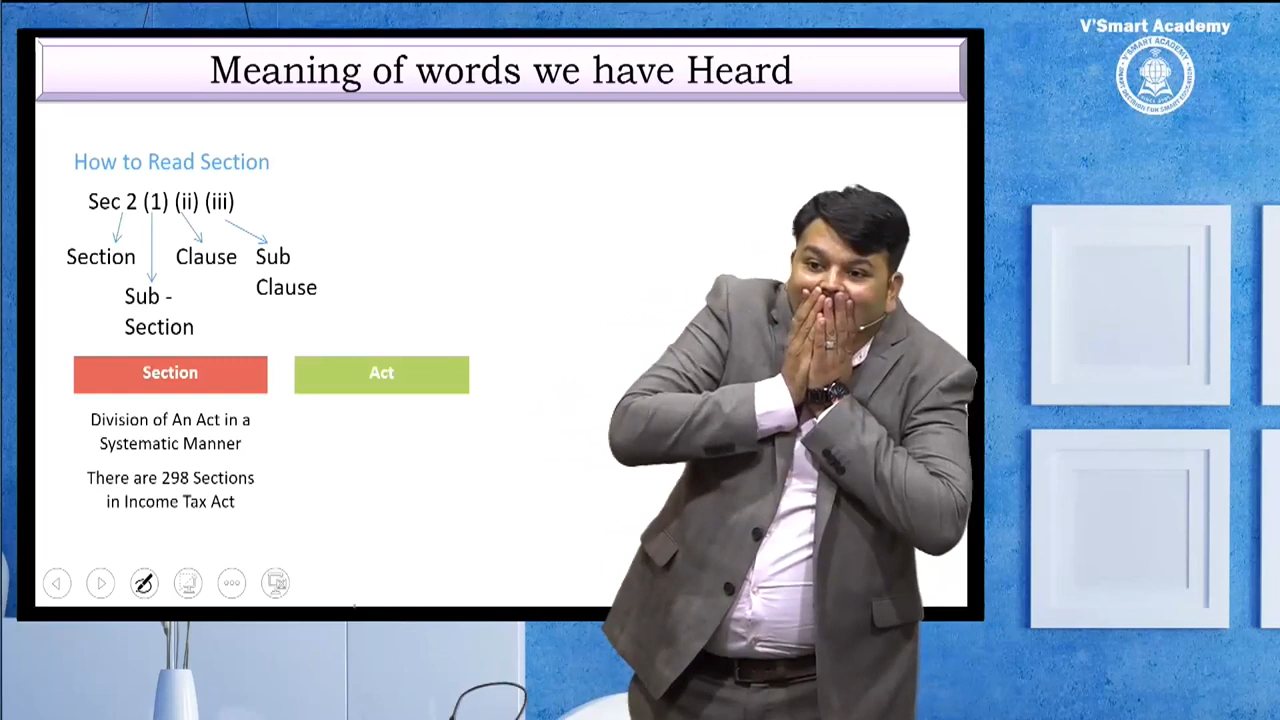 V'Smart Academy
V'SMART ACADEMY
Meaning of words we have Heard
How to Read Section
Sec 2 (1) (ii) (iii)
Section
Clause
Sub
Clause
Sub -
Section
Section
Act
Division of An Act in a
Systematic Manner
There are 298 Sections
in Income Tax Act